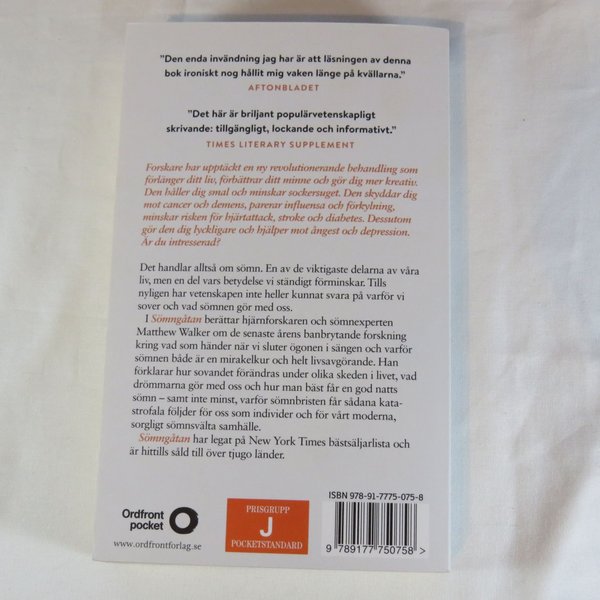 "Den enda invändning jag har är att läsningen av denna
bok ironiskt nog hållit mig vaken länge på kvällarna."
AFTONBLADET
"Det här är briljant populärvetenskapligt
skrivande: tillgängligt, lockande och informativt."
TIMES LITERARY SUPPLEMENT
Forskare har upptäckt en ny revolutionerande behandling som
förlänger ditt liv, förbättrar ditt minne och gör dig mer kreativ.
Den håller dig smal och minskar sockersuget. Den skyddar dig
mot cancer och demens, parerar influensa och förkylning,
minskar risken för hjärtattack, stroke och diabetes. Dessutom
gör den dig lyckligare och hjälper mot ångest och depression.
Är du intresserad?
Det handlar alltså om sömn. En av de viktigaste delarna av våra
liv, men en del vars betydelse vi ständigt förminskar. Tills
nyligen har vetenskapen inte heller kunnat svara på varför vi
sover och vad sömnen gör med oss.
I Sömngåtan berättar hjärnforskaren och sömnexperten
Matthew Walker om de senaste årens banbrytande forskning
kring vad som händer när vi sluter ögonen i sängen och varför
sömnen både är en mirakelkur och helt livsavgörande. Han
förklarar hur sovandet förändras under olika skeden i livet, vad
drömmarna gör med oss och hur man bäst får en god natts
sömn – samt inte minst, varför sömnbristen får sådana kata-
strofala följder för oss som individer och för vårt moderna,
sorgligt sömnsvälta samhälle.
Sömngåtan har legat på New York Times bästsäljarlista och
är hittills såld till över tjugo länder.
ISBN 978-91-7775-075-8
Ordfront
pocket
www.ordfrontforlag.se
PRISGRUPP
J
POCKETSTANDARD
9 789177 750758 >